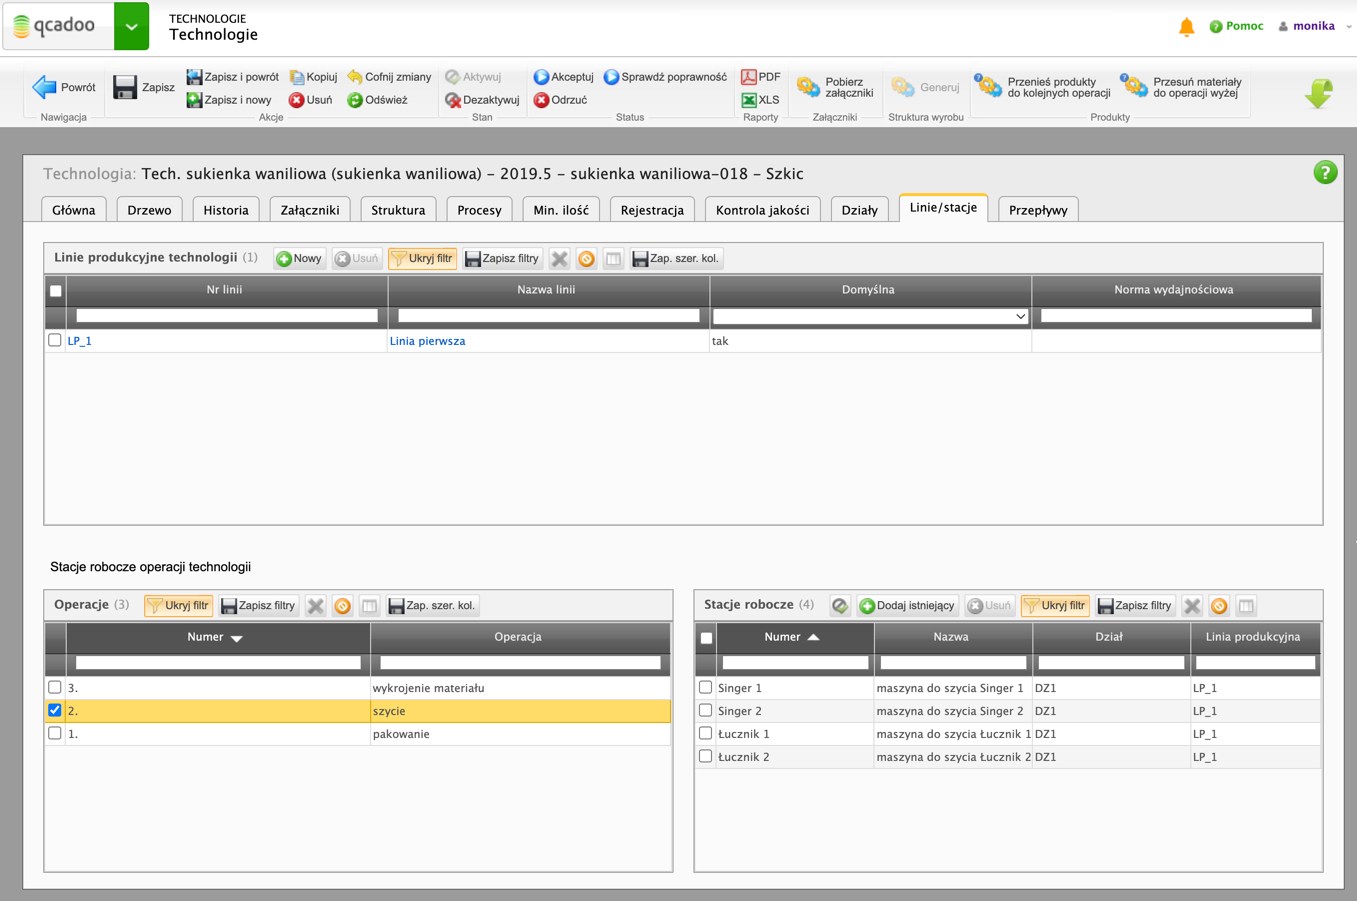 qcadoo
TECHNOLOGIE
Technologie
Pomoc
monika
Powrót
Nawigacja
Zapisz
Zapisz i powrót
Kopiuj
Cofnij zmiany
Zapisz i nowy
Usuń
Odśwież
Akcje
Aktywuj
Dezaktywuj
Stan
Akceptuj
Sprawdź poprawność
Odrzuć
Status
PDF
XLS
Raporty
Pobierz
załączniki
Załączniki
Generuj
Struktura wyrobu
Przenieś produkty
do kolejnych operacji
Przesuń materiały
do operacji wyżej
Produkty
Technologia: Tech. sukienka waniliowa (sukienka waniliowa) – 2019.5 – sukienka waniliowa-018 – Szkic
?
Główna
Drzewo
Historia
Załączniki
Struktura
Procesy
Min. ilość
Rejestracja
Kontrola jakości
Działy
Linie/stacje
Przepływy
Linie produkcyjne technologii (1)
Nowy
Usuń
Ukryj filtr
Zapisz filtry
Zap. szer. kol.
Nr linii
Nazwa linii
Domyślna
Norma wydajnościowa
LP_1
Linia pierwsza
tak
Stacje robocze operacji technologii
Operacje (3)
Ukryj filtr
Zapisz filtry
Zap. szer. kol.
Numer
Operacja
3.
wykrojenie materiału
2.
szycie
1.
pakowanie
Stacje robocze (4)
Dodaj istniejący
Usuń
Ukryj filtr
Zapisz filtry
Numer
Nazwa
Dział
Linia produkcyjna
Singer 1
maszyna do szycia Singer 1
DZ1
LP_1
Singer 2
maszyna do szycia Singer 2
DZ1
LP_1
Łucznik 1
maszyna do szycia Łucznik 1
DZ1
LP_1
Łucznik 2
maszyna do szycia Łucznik 2
DZ1
LP_1